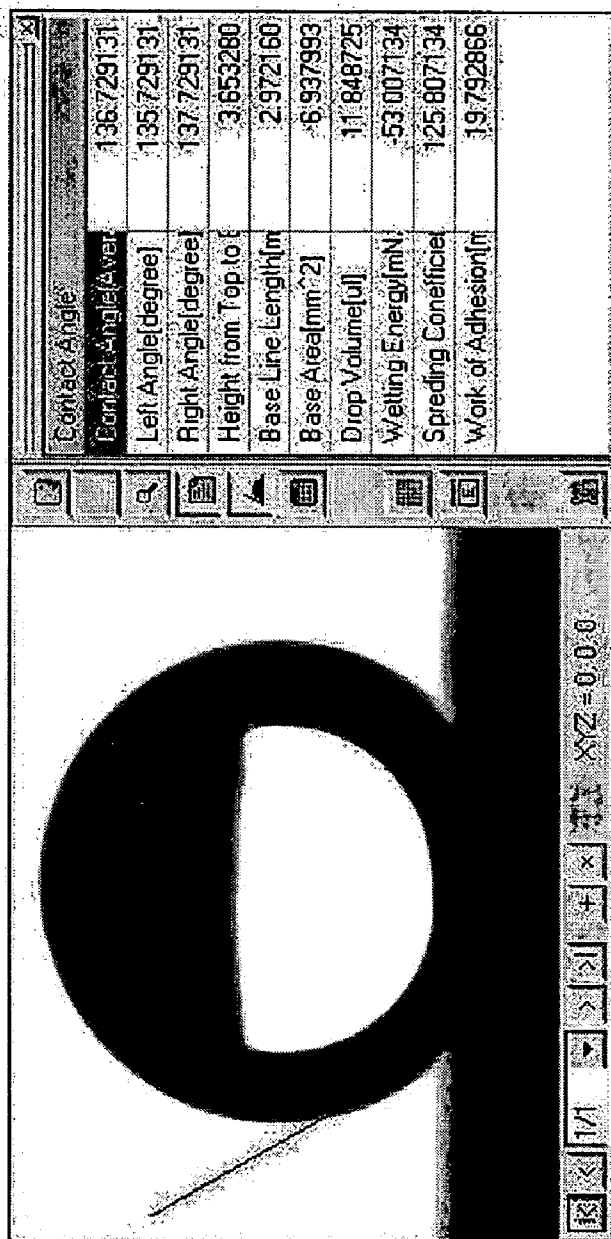 Contact Angle
Contact Angle(Aver 136.729131
Left Angle[degree] 135.729131
Right Angle[degree] 137.729131
Height from Top to B 3.653280
Base Line Length[m 2.972160
Base Area[mm^2] 6.937993
Drop Volume[ul] 11.848725
Wetting Energy[mN -53.007134
Spreding Conefficie 125.807134
Work of Adhesion[m 19.792866
1/1
XYZ = 0:0:0: